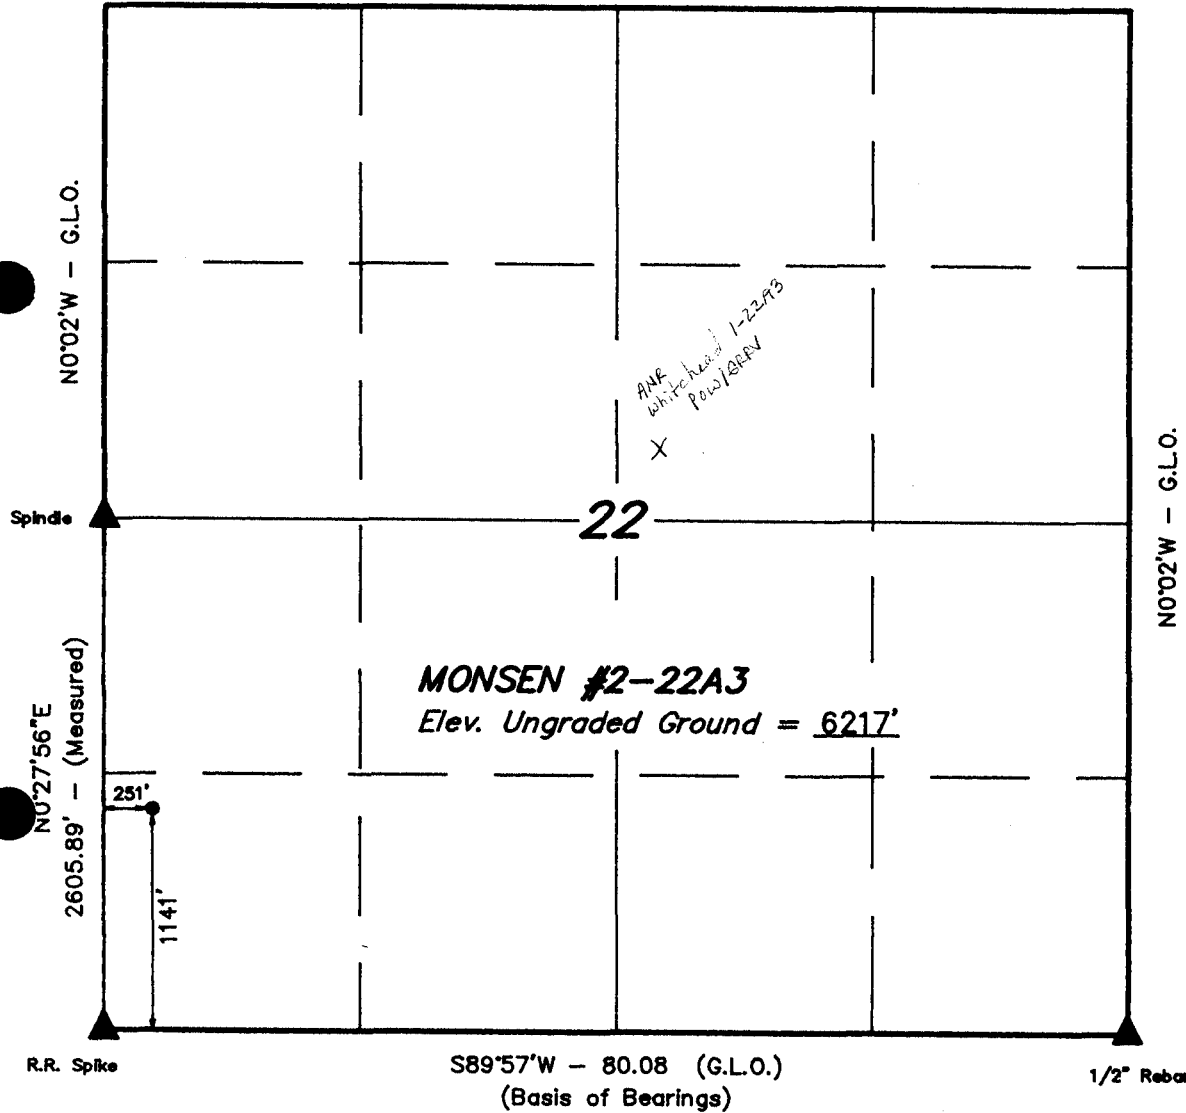 N0°02'W – G.L.O.
ANR
Whitehead 1-22A3
POW/GRRV
X
N0°02'W – G.L.O.
Spindle
22
MONSEN #2-22A3
Elev. Ungraded Ground = 6217'
N0°27'56"E
2605.89' – (Measured)
251'
1141'
R.R. Spike
S89°57'W – 80.08 (G.L.O.)
(Basis of Bearings)
1/2" Rebar